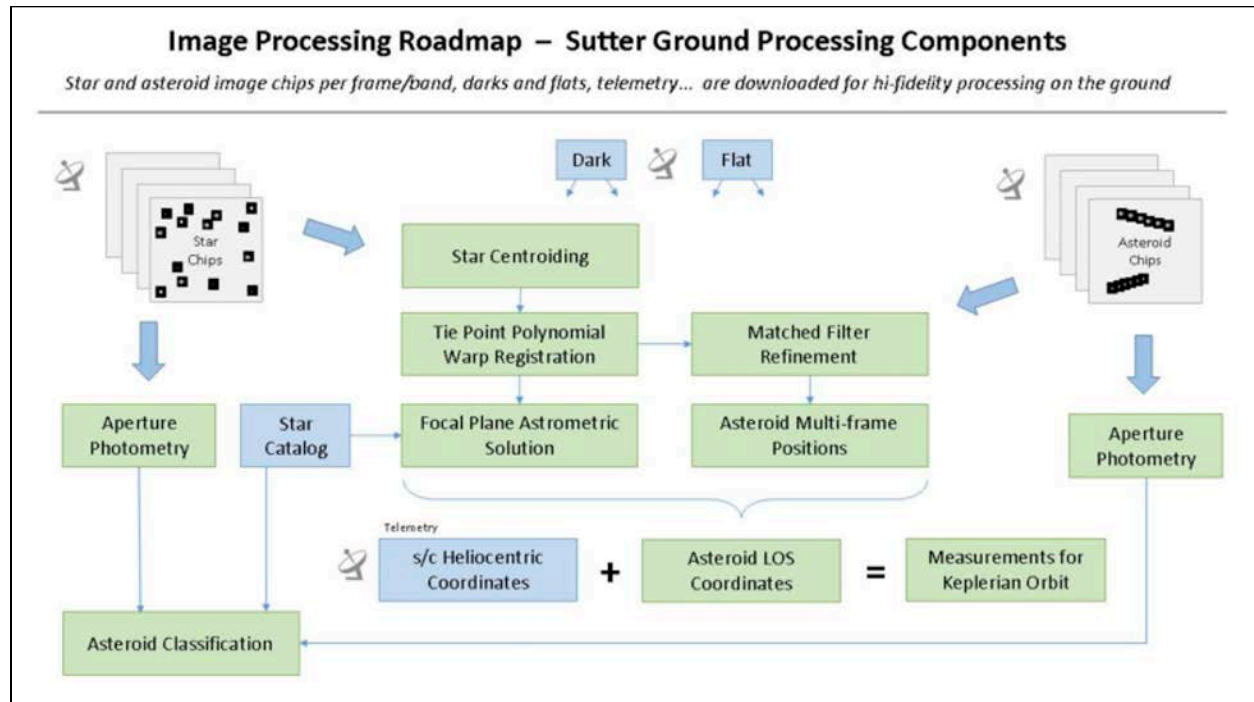 Image Processing Roadmap – Sutter Ground Processing Components
Star and asteroid image chips per frame/band, darks and flats, telemetry... are downloaded for hi-fidelity processing on the ground
Dark
Flat
Star
Chips
Asteroid
Chips
Star Centroiding
Tie Point Polynomial
Warp Registration
Matched Filter
Refinement
Aperture
Photometry
Star
Catalog
Focal Plane Astrometric
Solution
Asteroid Multi-frame
Positions
Aperture
Photometry
Telemetry
s/c Heliocentric
Coordinates
+
Asteroid LOS
Coordinates
=
Measurements for
Keplerian Orbit
Asteroid Classification